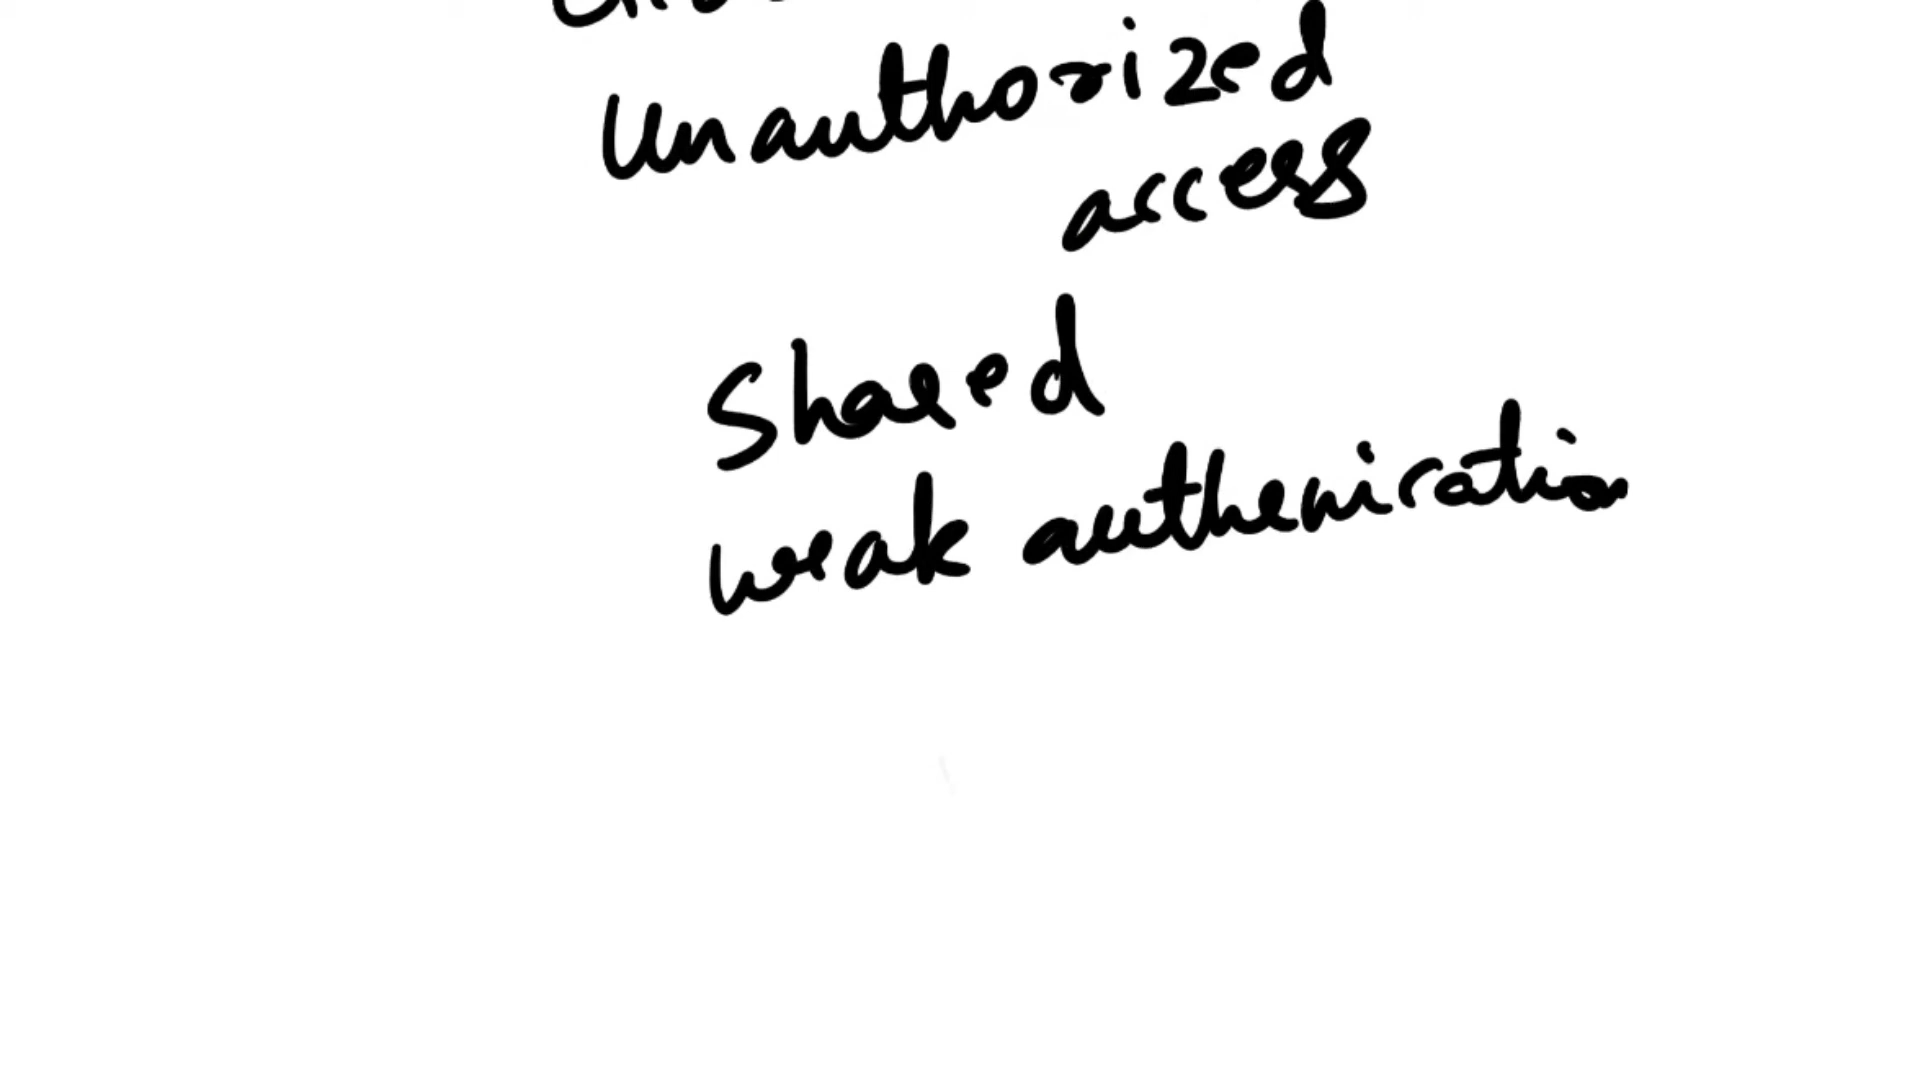 Unauthorized
access
Shared
weak authenication